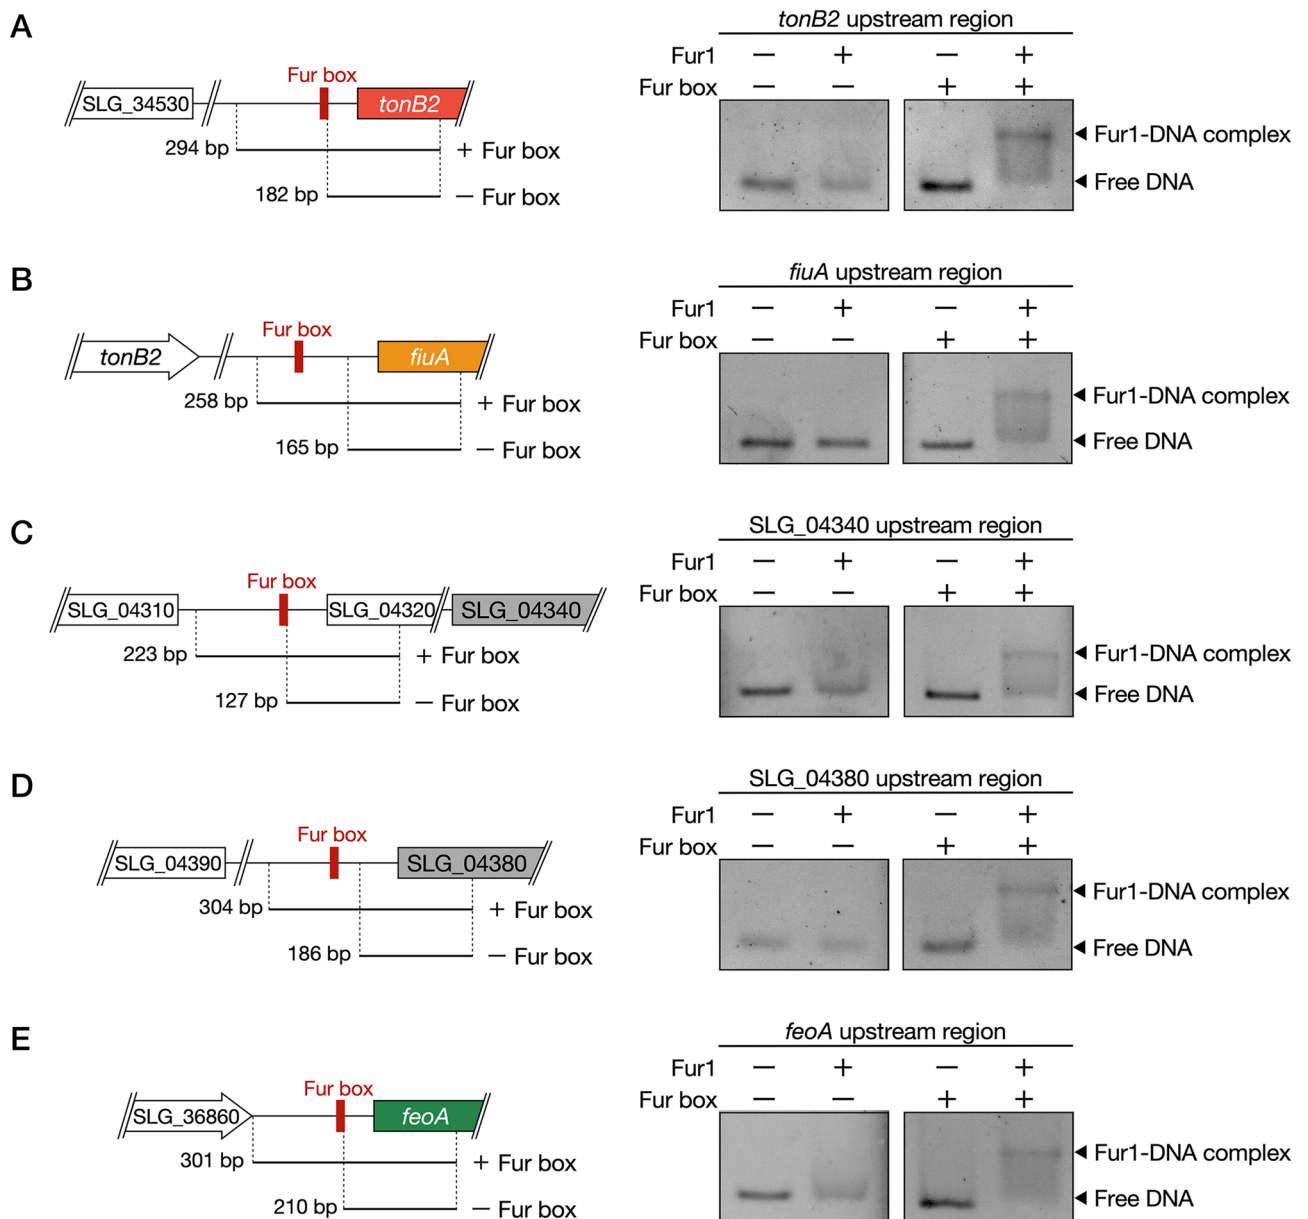 A
tonB2 upstream region
Fur1 — + — +
Fur box — — + +
Fur box
SLG_34530 tonB2
294 bp + Fur box
182 bp — Fur box
Fur1-DNA complex
Free DNA
B
fiuA upstream region
Fur1 — + — +
Fur box — — + +
Fur box
tonB2 fiuA
258 bp + Fur box
165 bp — Fur box
Fur1-DNA complex
Free DNA
C
SLG_04340 upstream region
Fur1 — + — +
Fur box — — + +
Fur box
SLG_04310 SLG_04320 SLG_04340
223 bp + Fur box
127 bp — Fur box
Fur1-DNA complex
Free DNA
D
SLG_04380 upstream region
Fur1 — + — +
Fur box — — + +
Fur box
SLG_04390 SLG_04380
304 bp + Fur box
186 bp — Fur box
Fur1-DNA complex
Free DNA
E
feoA upstream region
Fur1 — + — +
Fur box — — + +
Fur box
SLG_36860 feoA
301 bp + Fur box
210 bp — Fur box
Fur1-DNA complex
Free DNA